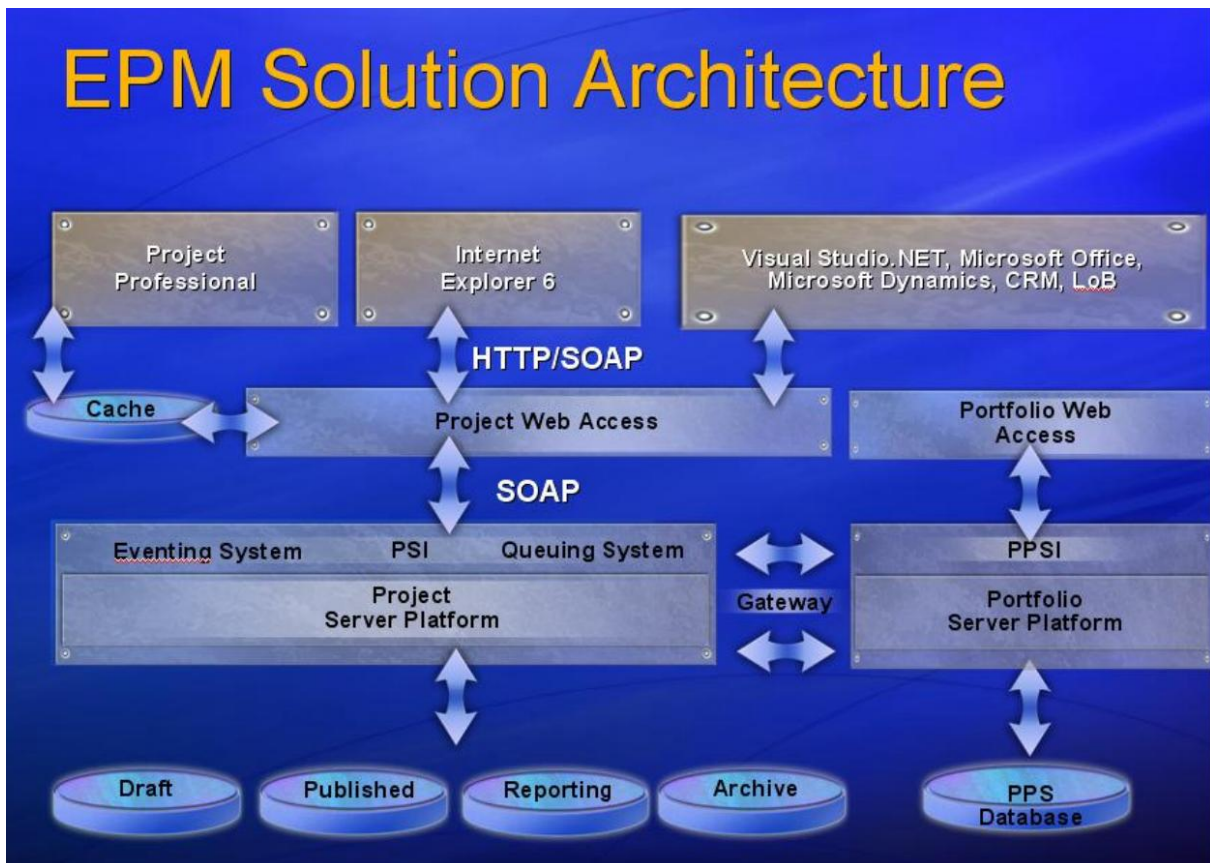 EPM Solution Architecture
Project
Professional
Internet
Explorer 6
Visual Studio.NET, Microsoft Office,
Microsoft Dynamics, CRM, LoB
HTTP/SOAP
Cache
Project Web Access
Portfolio Web
Access
SOAP
Eventing System
PSI
Queuing System
PPSI
Project
Server Platform
Gateway
Portfolio
Server Platform
Draft
Published
Reporting
Archive
PPS
Database